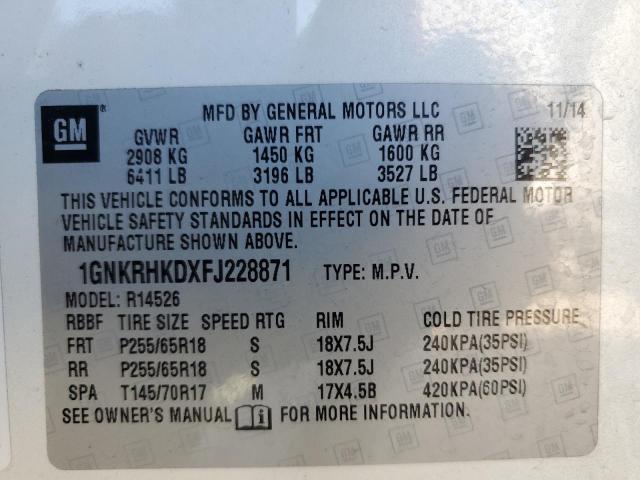 GM ® MFD BY GENERAL MOTORS LLC 11/14
GVWR GAWR FRT GAWR RR
2908 KG 1450 KG 1600 KG
6411 LB 3196 LB 3527 LB
THIS VEHICLE CONFORMS TO ALL APPLICABLE U.S. FEDERAL MOTOR
VEHICLE SAFETY STANDARDS IN EFFECT ON THE DATE OF
MANUFACTURE SHOWN ABOVE.
1GNKRHKDXFJ228871 TYPE: M.P.V.
MODEL: R14526
RBBF TIRE SIZE SPEED RTG RIM COLD TIRE PRESSURE
FRT P255/65R18 S 18X7.5J 240KPA(35PSI)
RR P255/65R18 S 18X7.5J 240KPA(35PSI)
SPA T145/70R17 M 17X4.5B 420KPA(60PSI)
SEE OWNER'S MANUAL i FOR MORE INFORMATION.